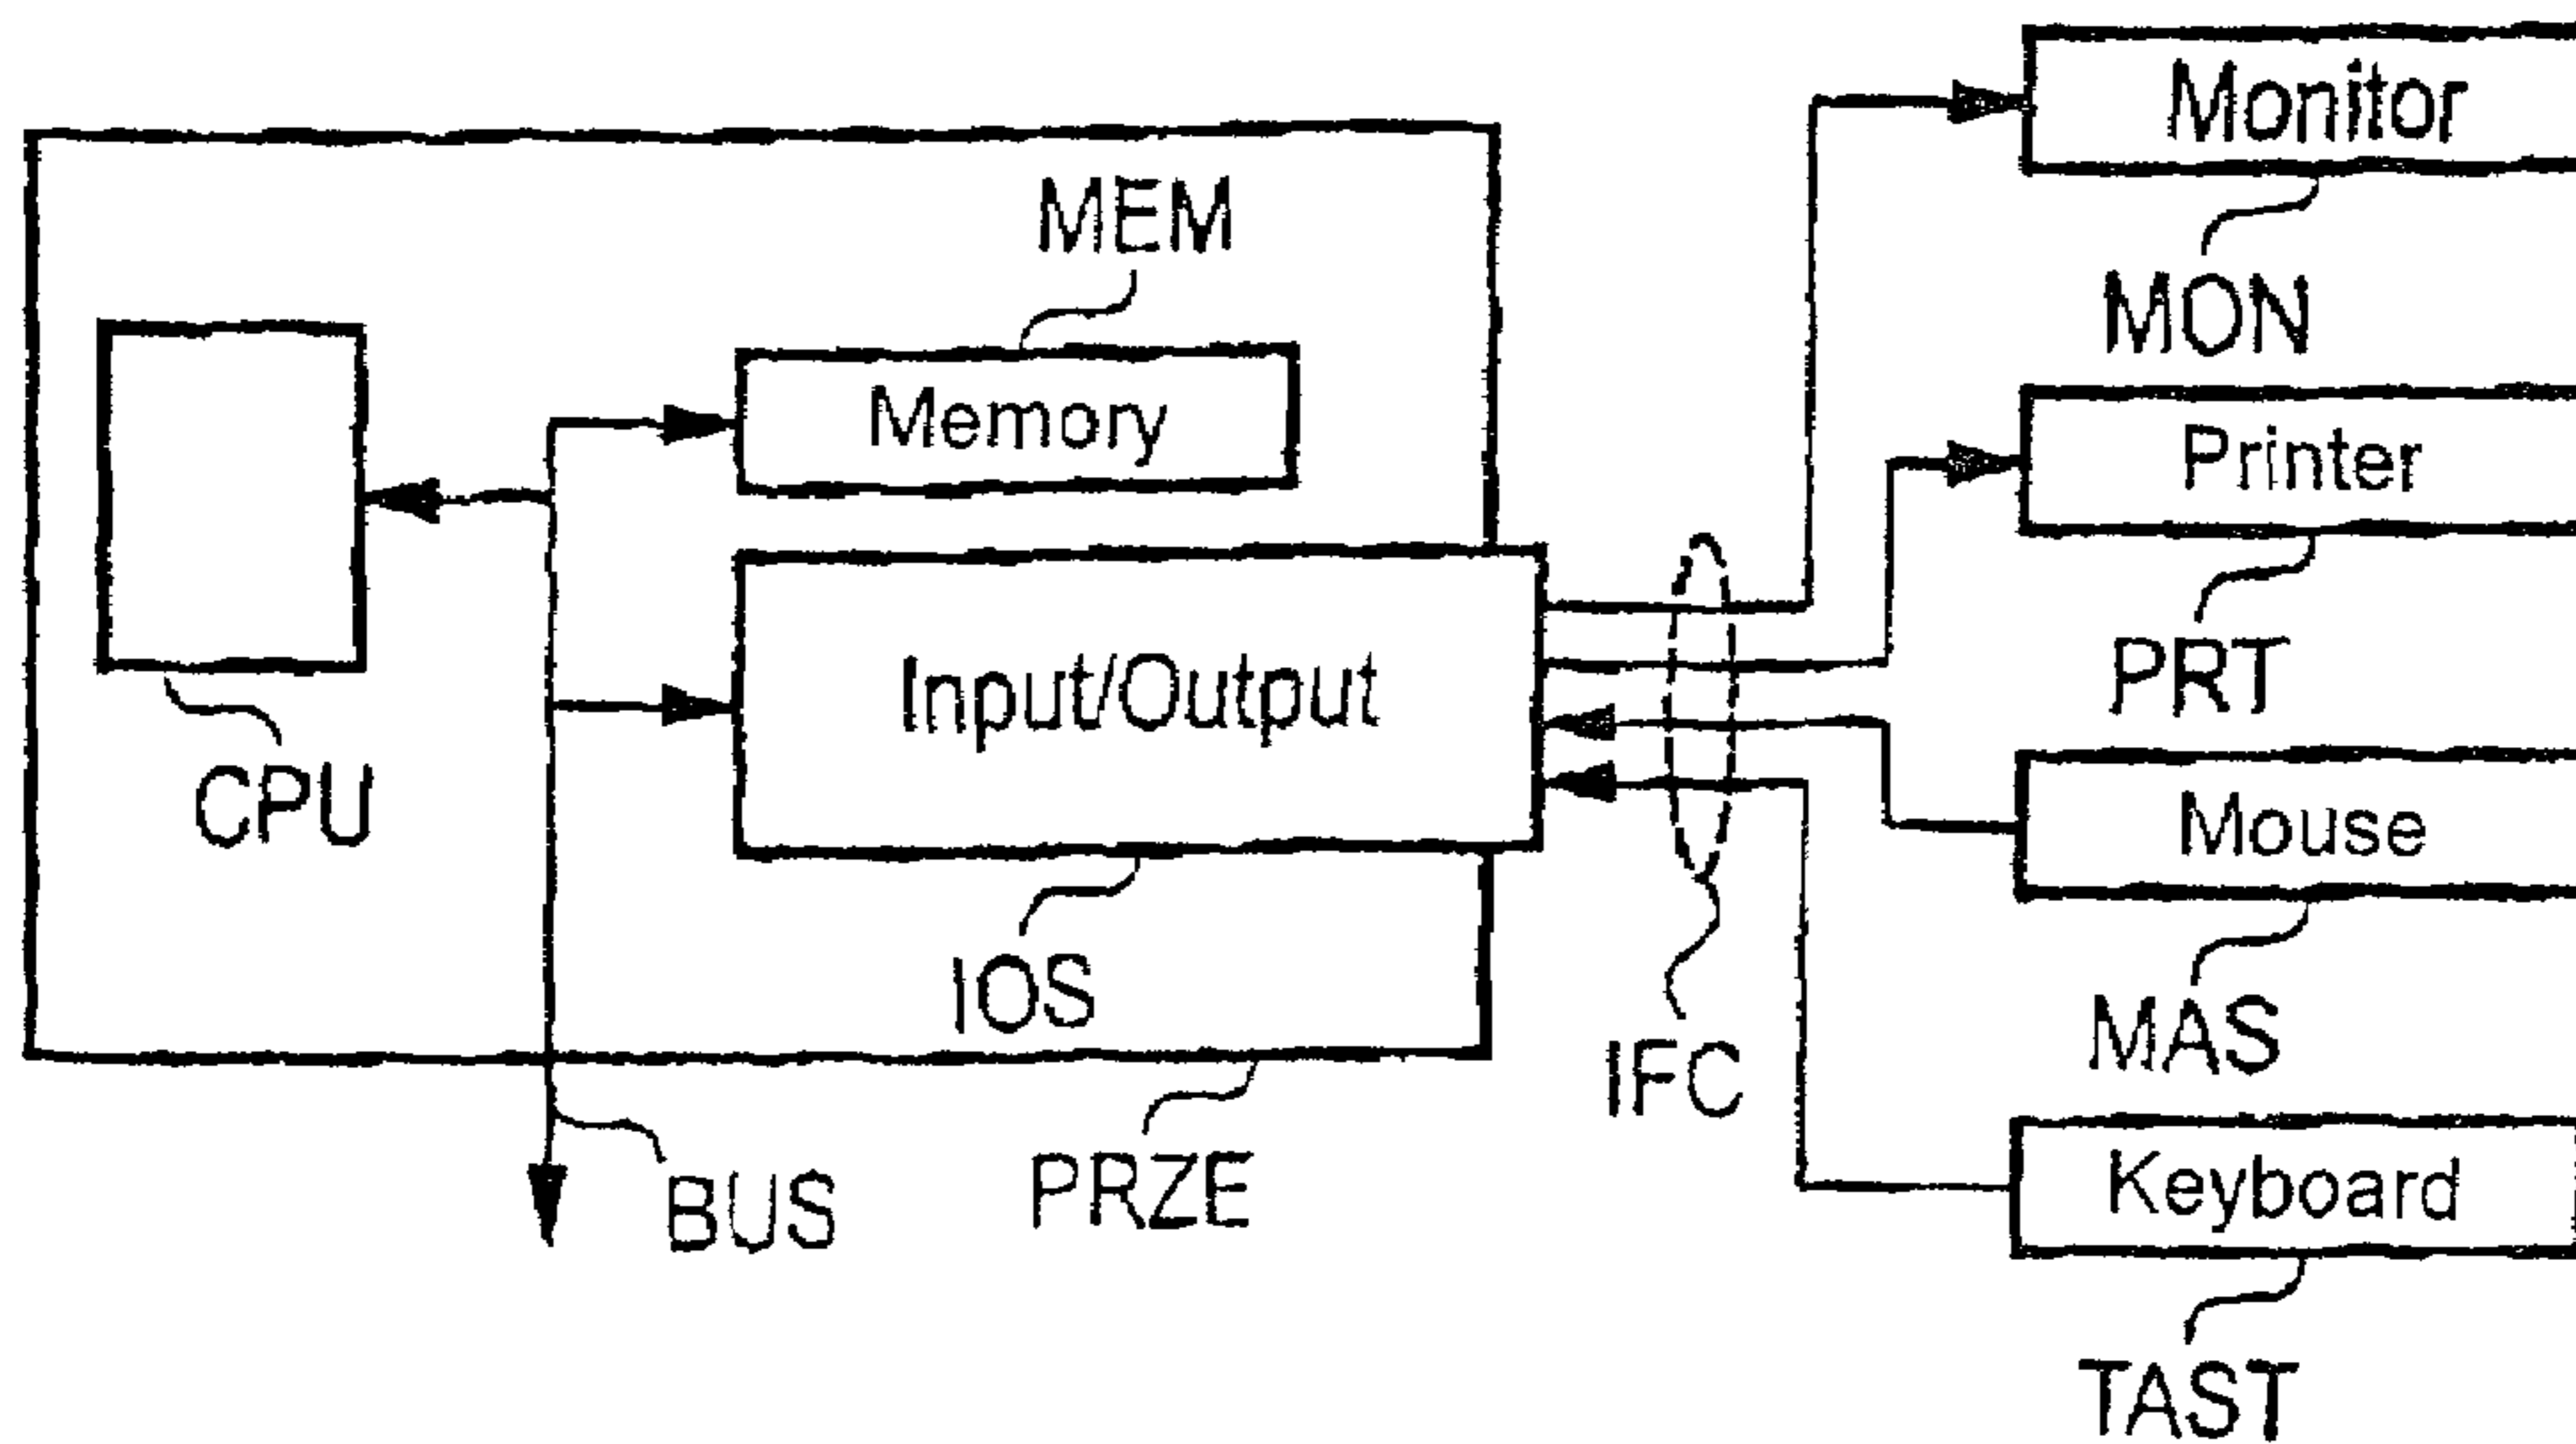 Monitor
MEM
MON
Memory
Printer
Input/Output
PRT
CPU
Mouse
IOS
MAS
IFC
BUS
PRZE
Keyboard
TAST